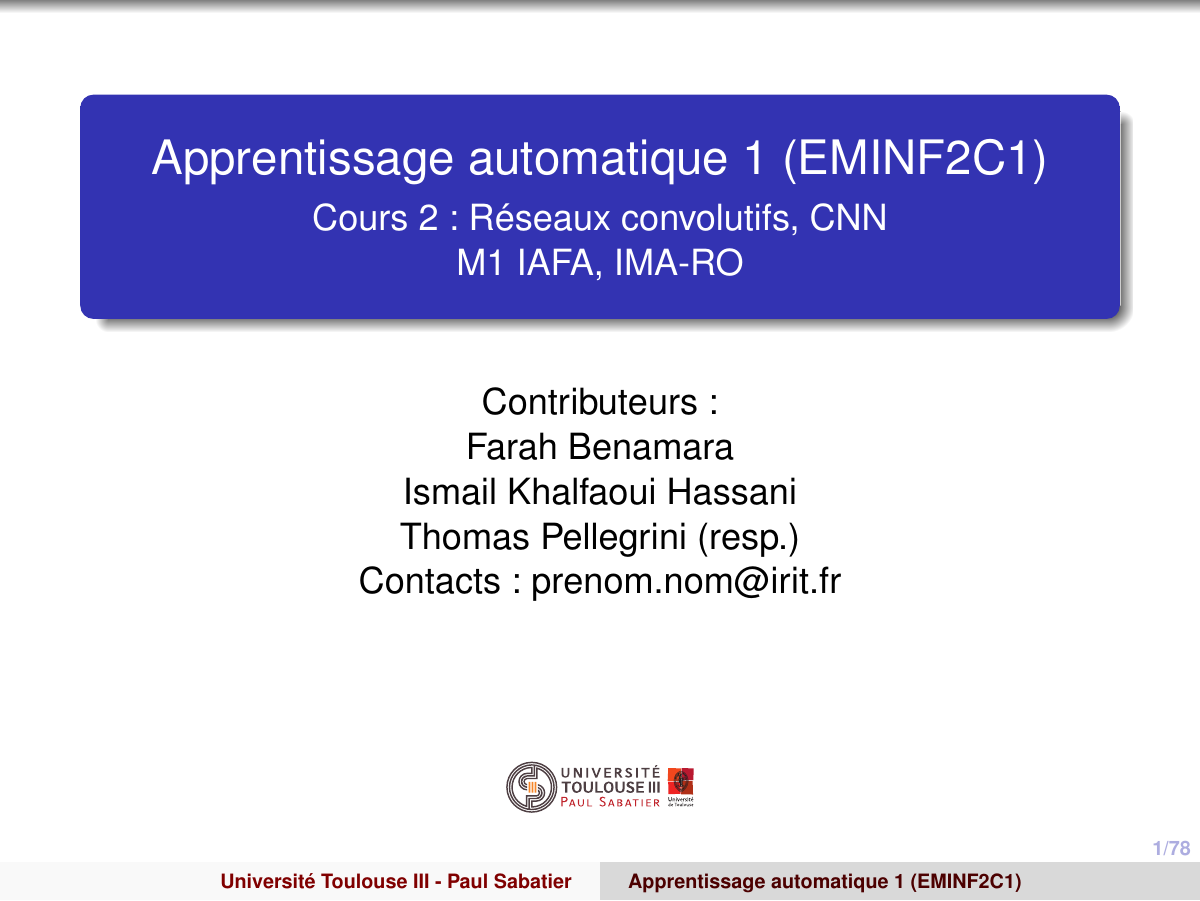 Apprentissage automatique 1 (EMINF2C1)
Cours 2 : Réseaux convolutifs, CNN
M1 IAFA, IMA-RO
Contributeurs :
Farah Benamara
Ismail Khalfaoui Hassani
Thomas Pellegrini (resp.)
Contacts : prenom.nom@irit.fr
UNIVERSITÉ
TOULOUSE III
PAUL SABATIER
Université
de Toulouse
1/78
Université Toulouse III - Paul Sabatier
Apprentissage automatique 1 (EMINF2C1)